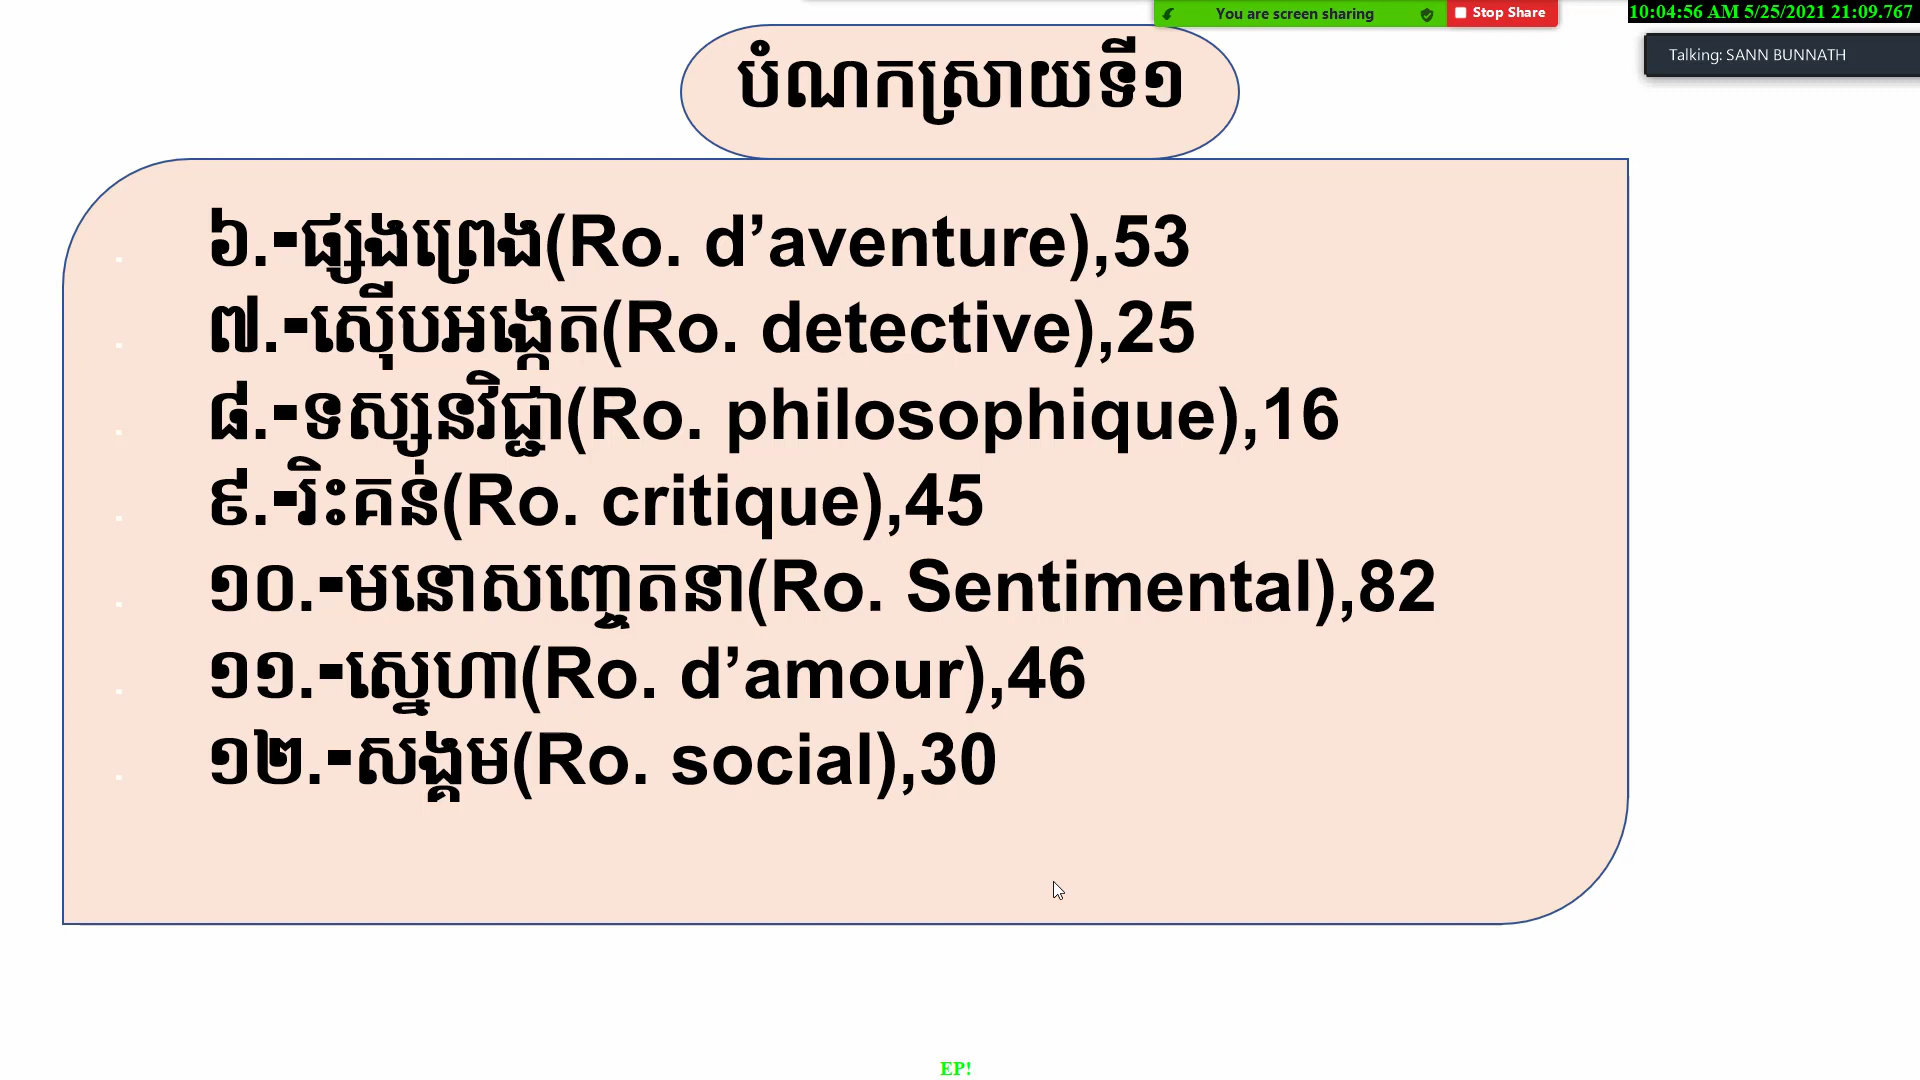 You are screen sharing
Stop Share
10:04:56 AM 5/25/2021 21:09.767
Talking: SANN BUNNATH
បំណកស្រាយទី១
៦.-ផ្សងព្រេង(Ro. d’aventure),53
៧.-ស៊ើបអង្កេត(Ro. detective),25
៨.-ទស្សនវិជ្ជា(Ro. philosophique),16
៩.-រិះគន់(Ro. critique),45
១០.-មនោសញ្ចេតនា(Ro. Sentimental),82
១១.-ស្នេហា(Ro. d’amour),46
១២.-សង្គម(Ro. social),30
EP!